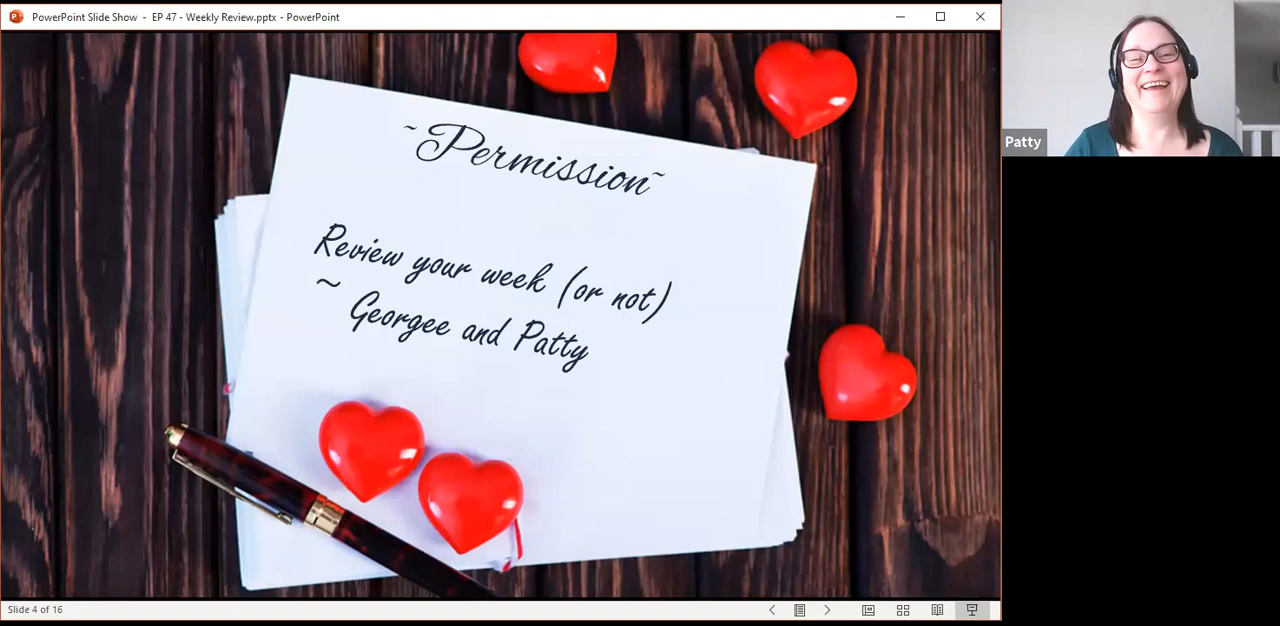 PowerPoint Slide Show - EP 47 - Weekly Review.pptx - PowerPoint
~Permission~
Review your week (or not)
~ Georgee and Patty
Patty
Slide 4 of 16